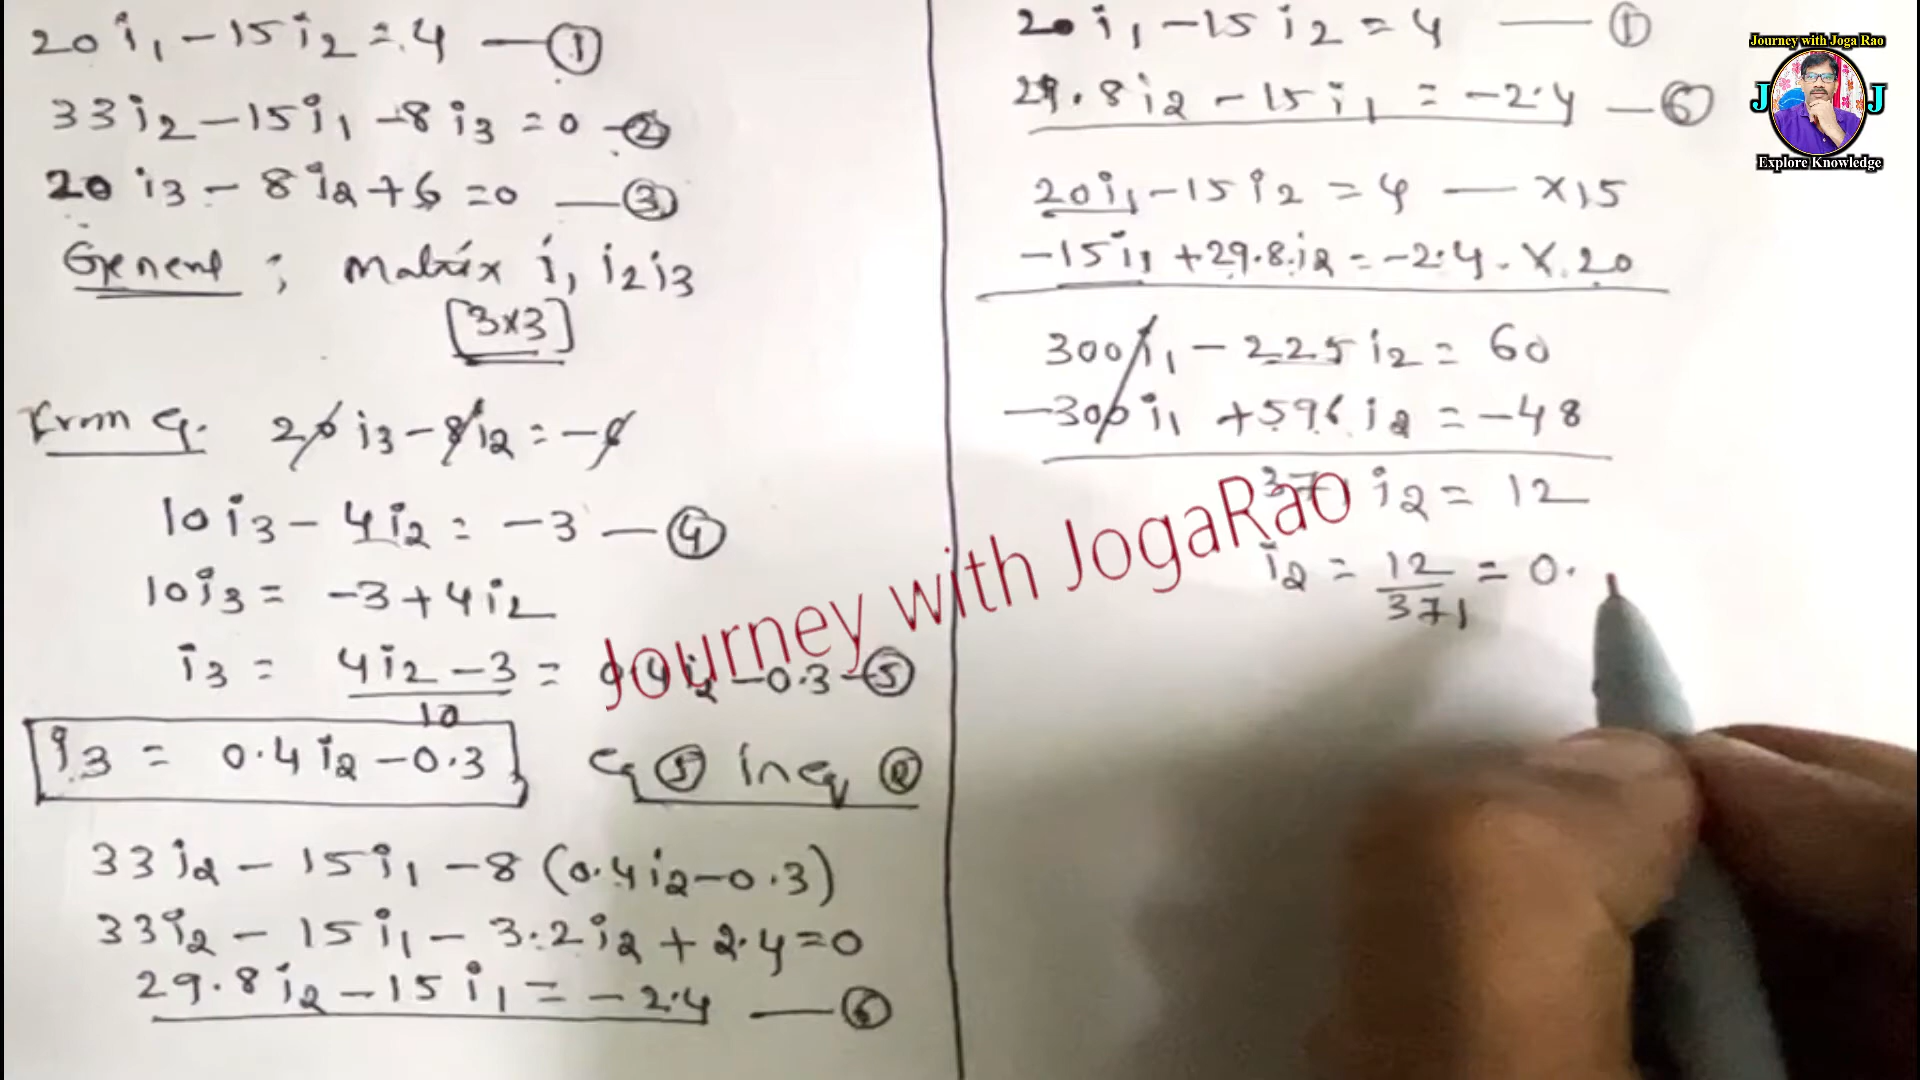 20 i₁ - 15 i₂ = 4 — ①
33 i₂ - 15 i₁ - 8 i₃ = 0 - ②
20 i₃ - 8 i₂ + 6 = 0 — ③
General ; matrix i₁ i₂ i₃
[3x3]
From eq. 20 i₃ - 8 i₂ = -6
10 i₃ - 4 i₂ = -3 — ④
10 i₃ = -3 + 4 i₂
i₃ = 4 i₂ - 3 / 10 = 0.4 i₂ - 0.3 - ⑤
i₃ = 0.4 i₂ - 0.3
eq ⑤ in eq ②
33 i₂ - 15 i₁ - 8 (0.4 i₂ - 0.3)
33 i₂ - 15 i₁ - 3.2 i₂ + 2.4 = 0
29.8 i₂ - 15 i₁ = -2.4 — ⑥
20 i₁ - 15 i₂ = 4 — ①
29.8 i₂ - 15 i₁ = -2.4 — ⑥
20 i₁ - 15 i₂ = 4 — x 15
-15 i₁ + 29.8 i₂ = -2.4 . x 20
300 i₁ - 225 i₂ = 60
-300 i₁ + 596 i₂ = -48
371 i₂ = 12
i₂ = 12 / 371 = 0.
Journey with JogaRao
Journey with Joga Rao
J J
Explore Knowledge